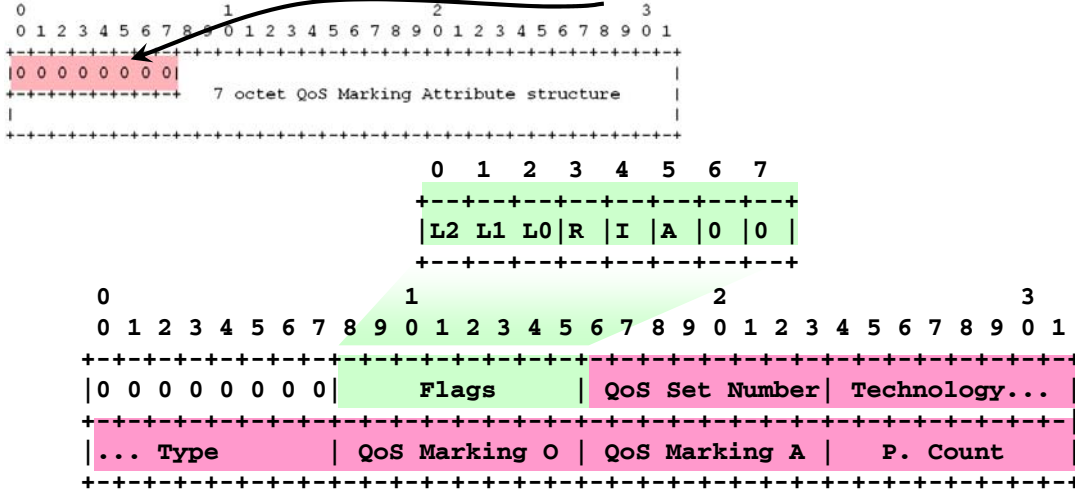 0 1 2 3
0 1 2 3 4 5 6 7 8 9 0 1 2 3 4 5 6 7 8 9 0 1 2 3 4 5 6 7 8 9 0 1
+-+-+-+-+-+-+-+-+-+-+-+-+-+-+-+-+-+-+-+-+-+-+-+-+-+-+-+-+-+-+-+-+
|0 0 0 0 0 0 0 0| |
+-+-+-+-+-+-+-+-+ 7 octet QoS Marking Attribute structure |
| |
+-+-+-+-+-+-+-+-+-+-+-+-+-+-+-+-+-+-+-+-+-+-+-+-+-+-+-+-+-+-+-+-+
0 1 2 3 4 5 6 7
+--+--+--+--+--+--+--+--+
|L2 L1 L0|R |I |A |0 |0 |
+--+--+--+--+--+--+--+--+
0 1 2 3
0 1 2 3 4 5 6 7 8 9 0 1 2 3 4 5 6 7 8 9 0 1 2 3 4 5 6 7 8 9 0 1
+-+-+-+-+-+-+-+-+-+-+-+-+-+-+-+-+-+-+-+-+-+-+-+-+-+-+-+-+-+-+-+-+
|0 0 0 0 0 0 0 0| Flags | QoS Set Number| Technology... |
+-+-+-+-+-+-+-+-+-+-+-+-+-+-+-+-+-+-+-+-+-+-+-+-+-+-+-+-+-+-+-+-|
|... Type | QoS Marking O | QoS Marking A | P. Count |
+-+-+-+-+-+-+-+-+-+-+-+-+-+-+-+-+-+-+-+-+-+-+-+-+-+-+-+-+-+-+-+-+